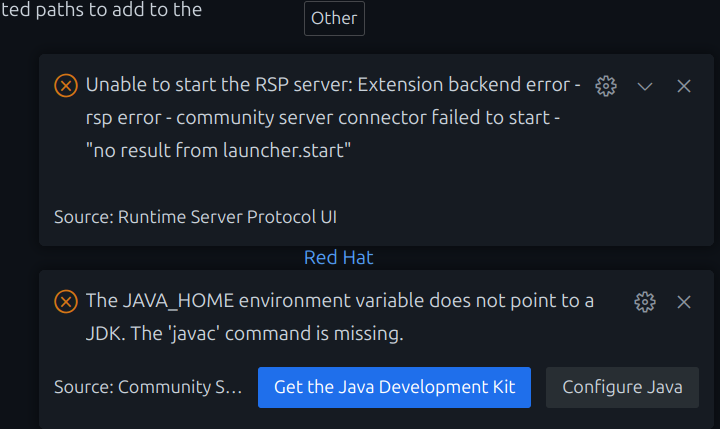 ted paths to add to the
Other
Unable to start the RSP server: Extension backend error -
rsp error - community server connector failed to start -
"no result from launcher.start"
Source: Runtime Server Protocol UI
Red Hat
The JAVA_HOME environment variable does not point to a
JDK. The 'javac' command is missing.
Source: Community S... Get the Java Development Kit Configure Java